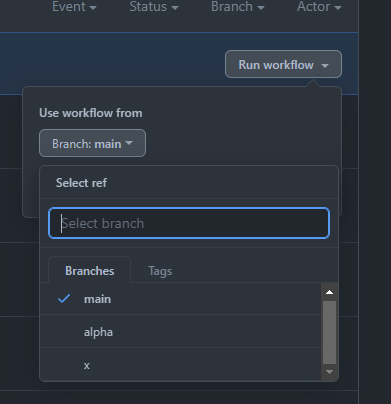 Event Status Branch Actor
Run workflow
Use workflow from
Branch: main
Select ref
Select branch
Branches Tags
main
alpha
x